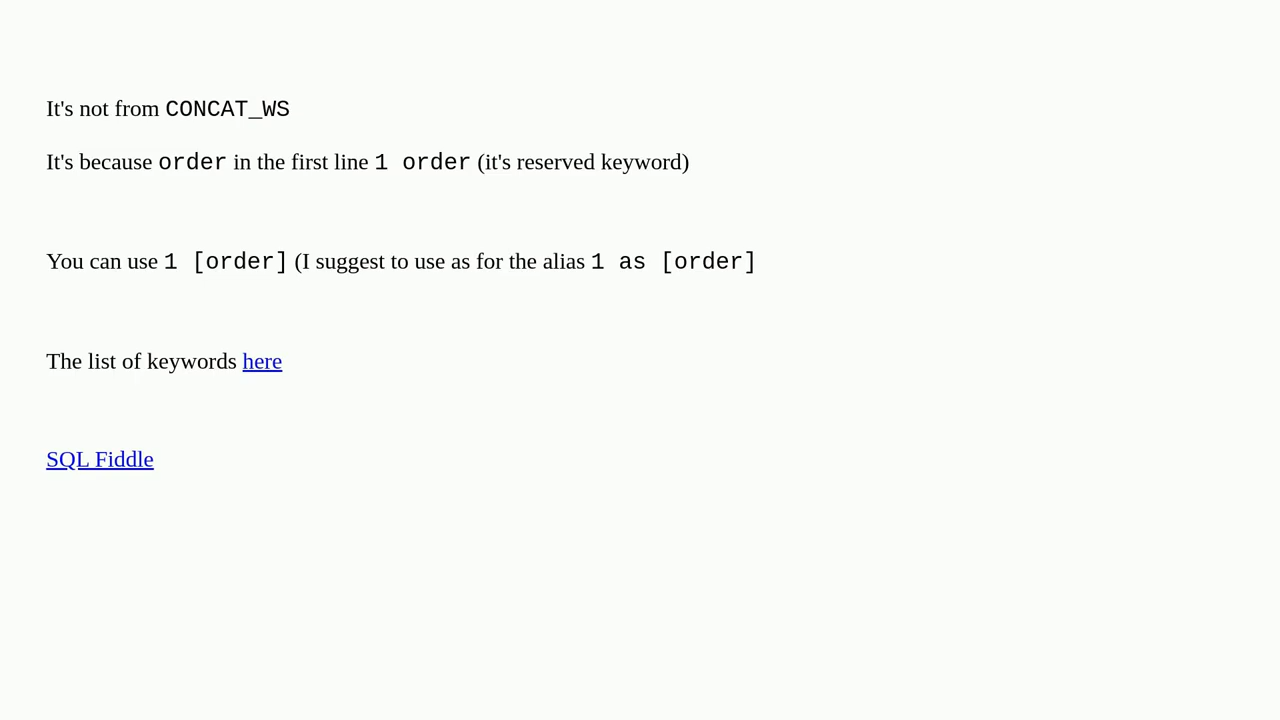 It's not from CONCAT_WS
It's because order in the first line 1 order (it's reserved keyword)
You can use 1 [order] (I suggest to use as for the alias 1 as [order]
The list of keywords here
SQL Fiddle